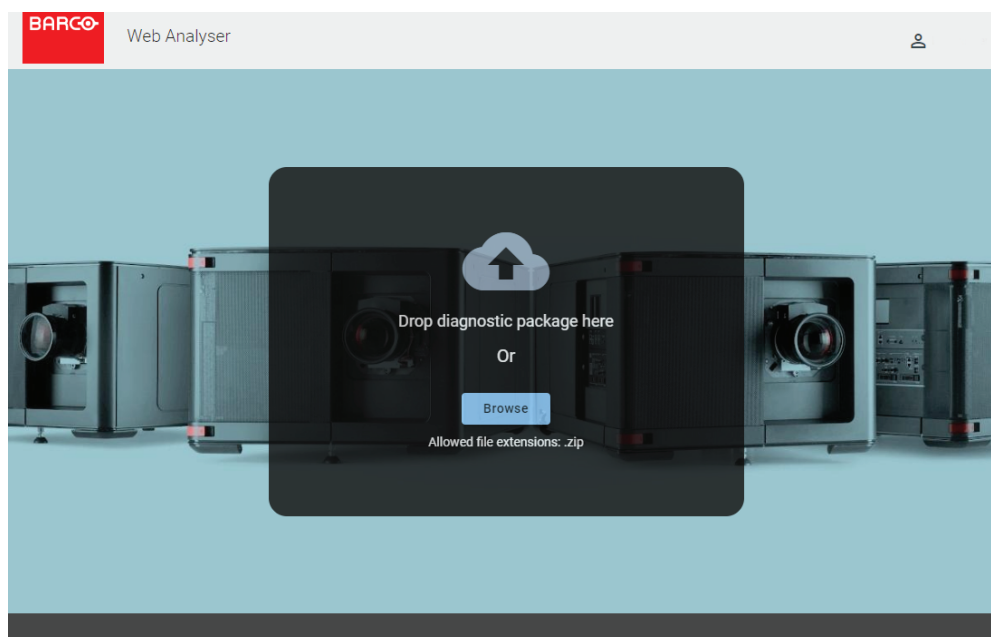 BARCO
Web Analyser
Drop diagnostic package here
Or
Browse
Allowed file extensions: .zip